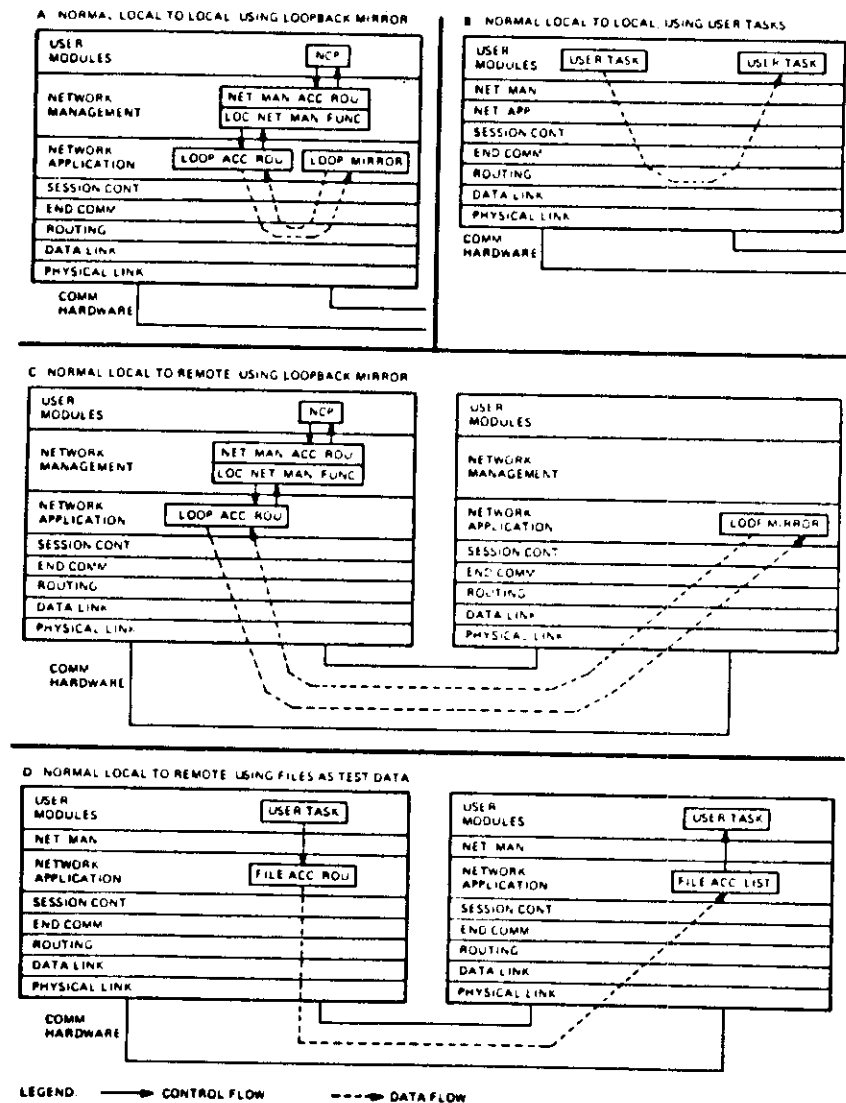 A NORMAL LOCAL TO LOCAL USING LOOPBACK MIRROR
USER
MODULES
NCP
NETWORK
MANAGEMENT
NET MAN ACC ROU
LOC NET MAN FUNC
NETWORK
APPLICATION
LOOP ACC ROU
LOOP MIRROR
SESSION CONT
END COMM
ROUTING
DATA LINK
PHYSICAL LINK
COMM
HARDWARE
B NORMAL LOCAL TO LOCAL, USING USER TASKS
USER
MODULES
USER TASK
USER TASK
NET MAN
NET APP
SESSION CONT
END COMM
ROUTING
DATA LINK
PHYSICAL LINK
COMM
HARDWARE
C NORMAL LOCAL TO REMOTE USING LOOPBACK MIRROR
USER
MODULES
NCP
NETWORK
MANAGEMENT
NET MAN ACC ROU
LOC NET MAN FUNC
NETWORK
APPLICATION
LOOP ACC ROU
SESSION CONT
END COMM
ROUTING
DATA LINK
PHYSICAL LINK
COMM
HARDWARE
USER
MODULES
NETWORK
MANAGEMENT
NETWORK
APPLICATION
LOOP MIRROR
SESSION CONT
END COMM
ROUTING
DATA LINK
PHYSICAL LINK
D NORMAL LOCAL TO REMOTE USING FILES AS TEST DATA
USER
MODULES
USER TASK
NET MAN
NETWORK
APPLICATION
FILE ACC ROU
SESSION CONT
END COMM
ROUTING
DATA LINK
PHYSICAL LINK
COMM
HARDWARE
USER
MODULES
USER TASK
NET MAN
NETWORK
APPLICATION
FILE ACC LIST
SESSION CONT
END COMM
ROUTING
DATA LINK
PHYSICAL LINK
LEGEND CONTROL FLOW DATA FLOW